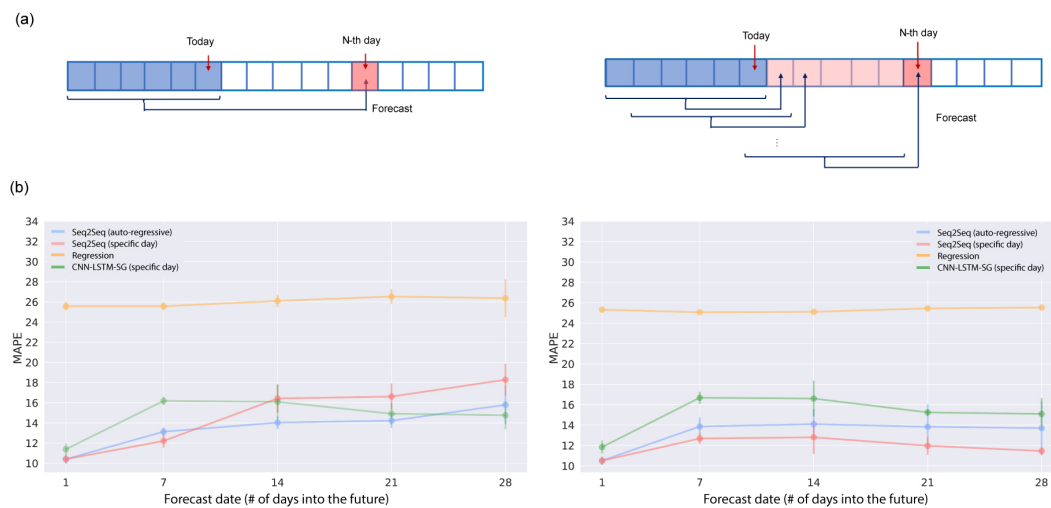 (a)
Today
N-th day
Forecast
Today
N-th day
Forecast
⋮
(b)
34
32
30
28
26
24
22
20
18
16
14
12
10
MAPE
Seq2Seq (auto-regressive)
Seq2Seq (specific day)
Regression
CNN-LSTM-SG (specific day)
1
7
14
21
28
Forecast date (# of days into the future)
34
32
30
28
26
24
22
20
18
16
14
12
10
MAPE
Seq2Seq (auto-regressive)
Seq2Seq (specific day)
Regression
CNN-LSTM-SG (specific day)
1
7
14
21
28
Forecast date (# of days into the future)